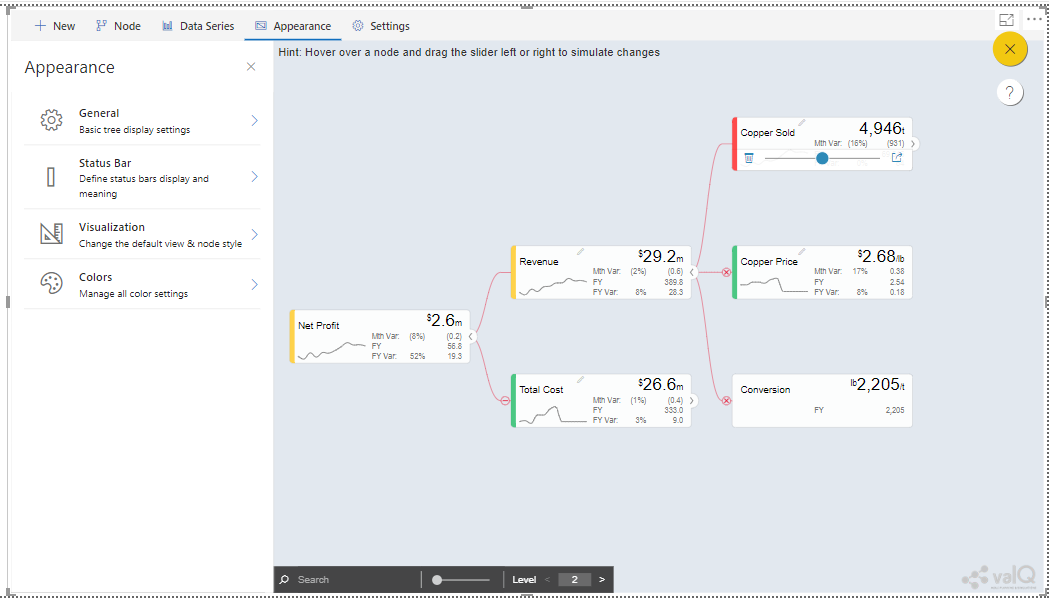 New
Node
Data Series
Appearance
Settings
Hint: Hover over a node and drag the slider left or right to simulate changes
Appearance
General
Basic tree display settings
Status Bar
Define status bars display and
meaning
Visualization
Change the default view & node style
Colors
Manage all color settings
?
Copper Sold
4,946t
Mth Var: (16%) (931)
Revenue
$29.2m
Mth Var: (2%) (0.6)
FY 389.8
FY Var: 8% 28.3
Copper Price
$2.68/lb
Mth Var: 17% 0.38
FY 2.54
FY Var: 8% 0.18
Net Profit
$2.6m
Mth Var: (8%) (0.2)
FY 56.8
FY Var: 52% 19.3
Total Cost
$26.6m
Mth Var: (1%) (0.4)
FY 333.0
FY Var: 3% 9.0
Conversion
lb2,205/t
FY 2,205
Search
Level < 2 >
valQ